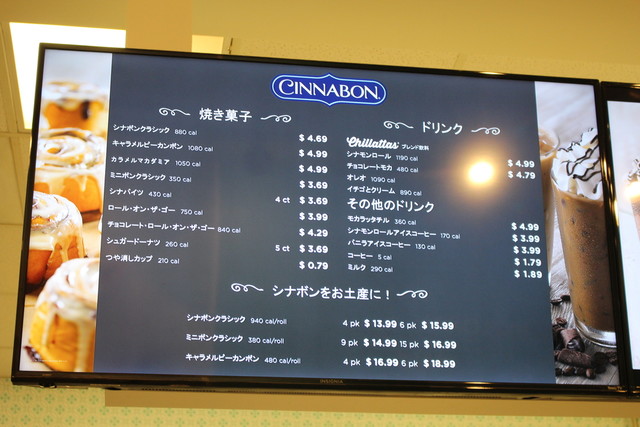 CINNABON
焼き菓子
シナボンクラシック 880 cal $ 4.69
キャラメルピーカンボン 1080 cal $ 4.99
カラメルマカダミア 1050 cal $ 4.99
ミニボンクラシック 350 cal $ 3.69
シナバイツ 430 cal 4 ct $ 3.69
ロール・オン・ザ・ゴー 750 cal $ 3.99
チョコレート・ロール・オン・ザ・ゴー 840 cal $ 4.29
シュガードーナツ 260 cal 5 ct $ 3.69
つや消しカップ 210 cal $ 0.79
ドリンク
Chillattas ブレンド飲料
シナモンロール 1190 cal $ 4.99
チョコレートモカ 480 cal $ 4.79
オレオ 1090 cal
イチゴとクリーム 890 cal
その他のドリンク
モカラッタチル 360 cal $ 4.99
シナモンロールアイスコーヒー 170 cal $ 3.99
バニラアイスコーヒー 130 cal $ 3.99
コーヒー 5 cal $ 1.79
ミルク 290 cal $ 1.89
シナボンをお土産に！
シナボンクラシック 940 cal/roll 4 pk $ 13.99 6 pk $ 15.99
ミニボンクラシック 380 cal/roll 9 pk $ 14.99 15 pk $ 16.99
キャラメルピーカンボン 480 cal/roll 4 pk $ 16.99 6 pk $ 18.99
INSIGNIA